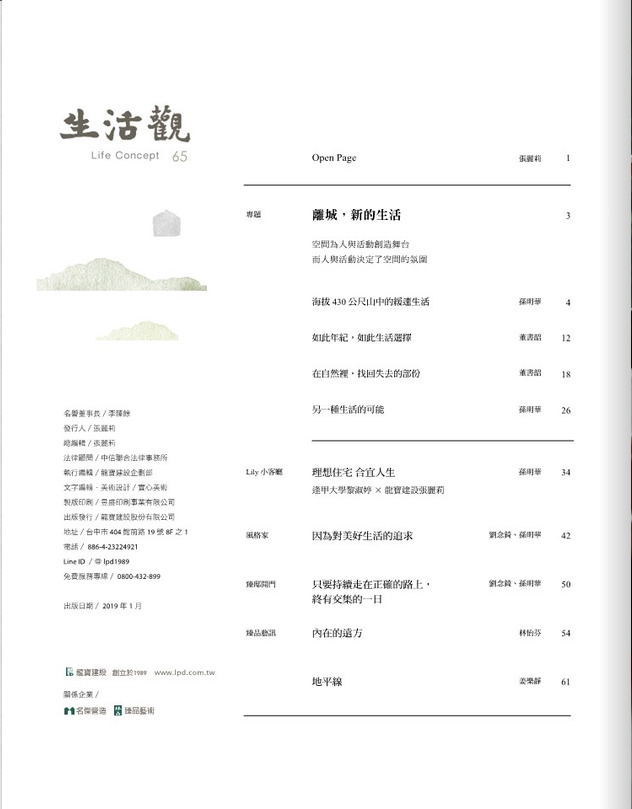 生活觀
Life Concept 65
Open Page 張麗莉 1
專題 離城，新的生活 3
空間為人與活動創造舞台
而人與活動決定了空間的氛圍
海拔 430 公尺山中的緩速生活 孫明華 4
如此年紀，如此生活選擇 董書韶 12
在自然裡，找回失去的部份 董書韶 18
另一種生活的可能 孫明華 26
Lily 小客廳 理想住宅 合宜人生 孫明華 34
逢甲大學黎淑婷 × 龍寶建設張麗莉
風格家 因為對美好生活的追求 劉念錡、孫明華 42
臻邸開門 只要持續走在正確的路上， 劉念錡、孫明華 50
終有交集的一日
臻品藝訊 內在的遠方 林怡芬 54
地平線 姜樂靜 61
名譽董事長 / 李暉餘
發行人 / 張麗莉
總編輯 / 張麗莉
法律顧問 / 中信聯合法律事務所
執行編輯 / 龍寶建設企劃部
文字編輯・美術設計 / 實心美術
製版印刷 / 昱盛印刷事業有限公司
出版發行 / 龍寶建設股份有限公司
地址 / 台中市 404 館前路 19 號 8F 之 1
電話 / 886-4-23224921
Line ID / @ lpd1989
免費服務專線 / 0800-432-899
出版日期 / 2019 年 1 月
龍寶建設 創立於1989 www.lpd.com.tw
關係企業 /
名傑營造 臻品藝術